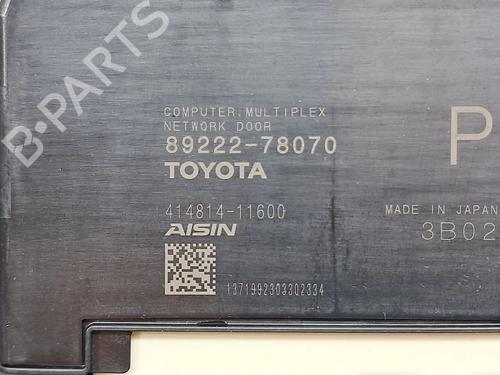 B-PARTS
COMPUTER, MULTIPLEX
NETWORK DOOR
89222-78070
TOYOTA
P
414814-11600
AISIN
MADE IN JAPAN
3B02
1371992303302334